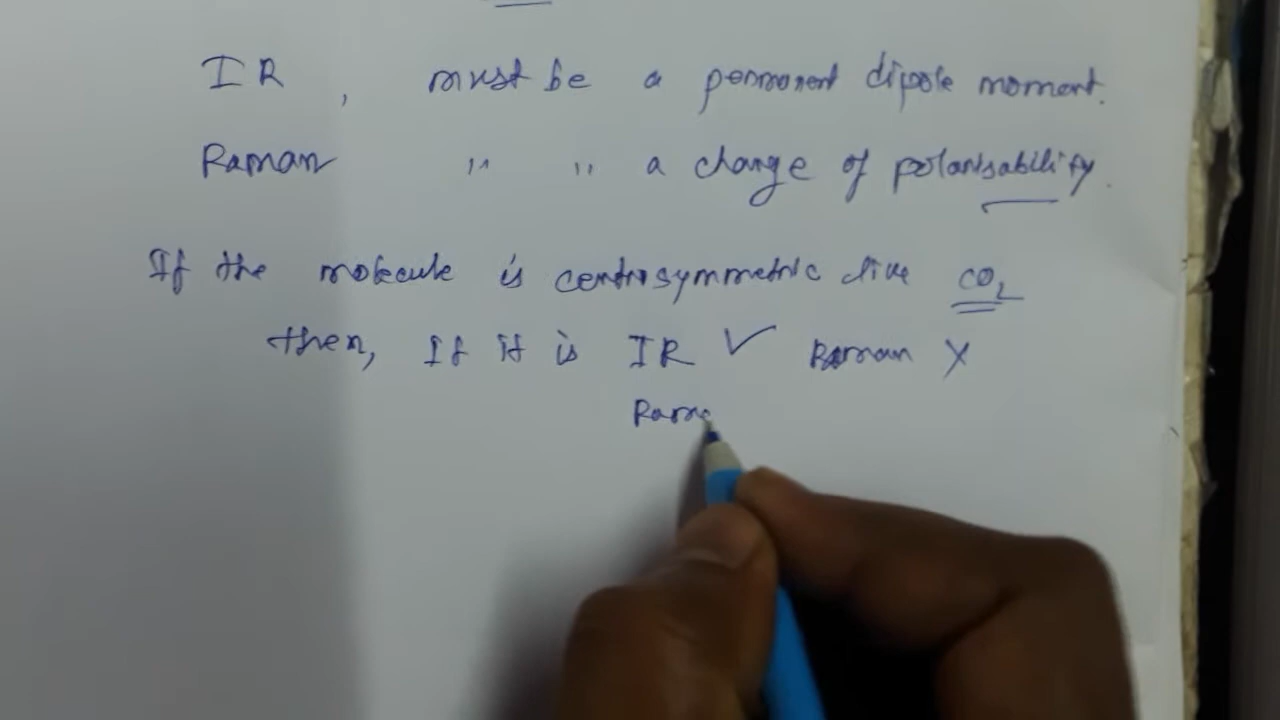 IR , must be a permanent dipole moment.
Raman " " a change of polarisability.
If the molecule is centrosymmetric like CO2
then, If it is IR ✓ Raman X
Rama